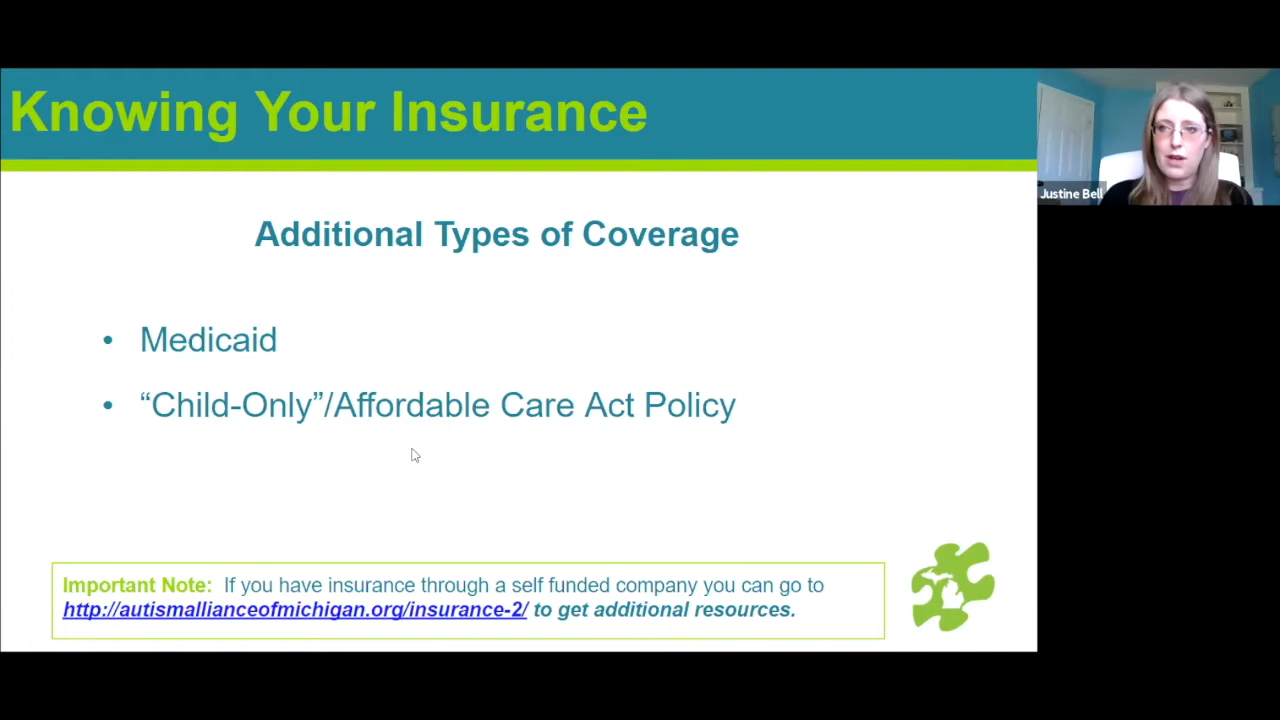 Knowing Your Insurance
Justine Bell
Additional Types of Coverage
• Medicaid
• “Child-Only”/Affordable Care Act Policy
Important Note: If you have insurance through a self funded company you can go to
http://autismallianceofmichigan.org/insurance-2/ to get additional resources.